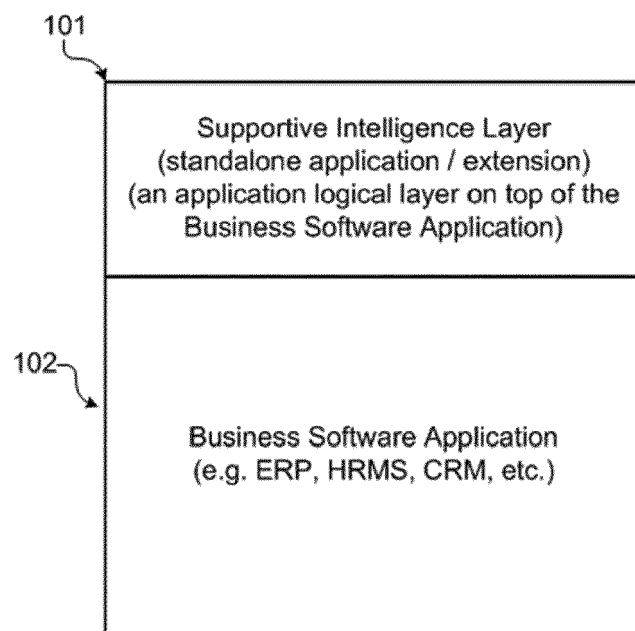 101
Supportive Intelligence Layer
(standalone application / extension)
(an application logical layer on top of the
Business Software Application)
102
Business Software Application
(e.g. ERP, HRMS, CRM, etc.)